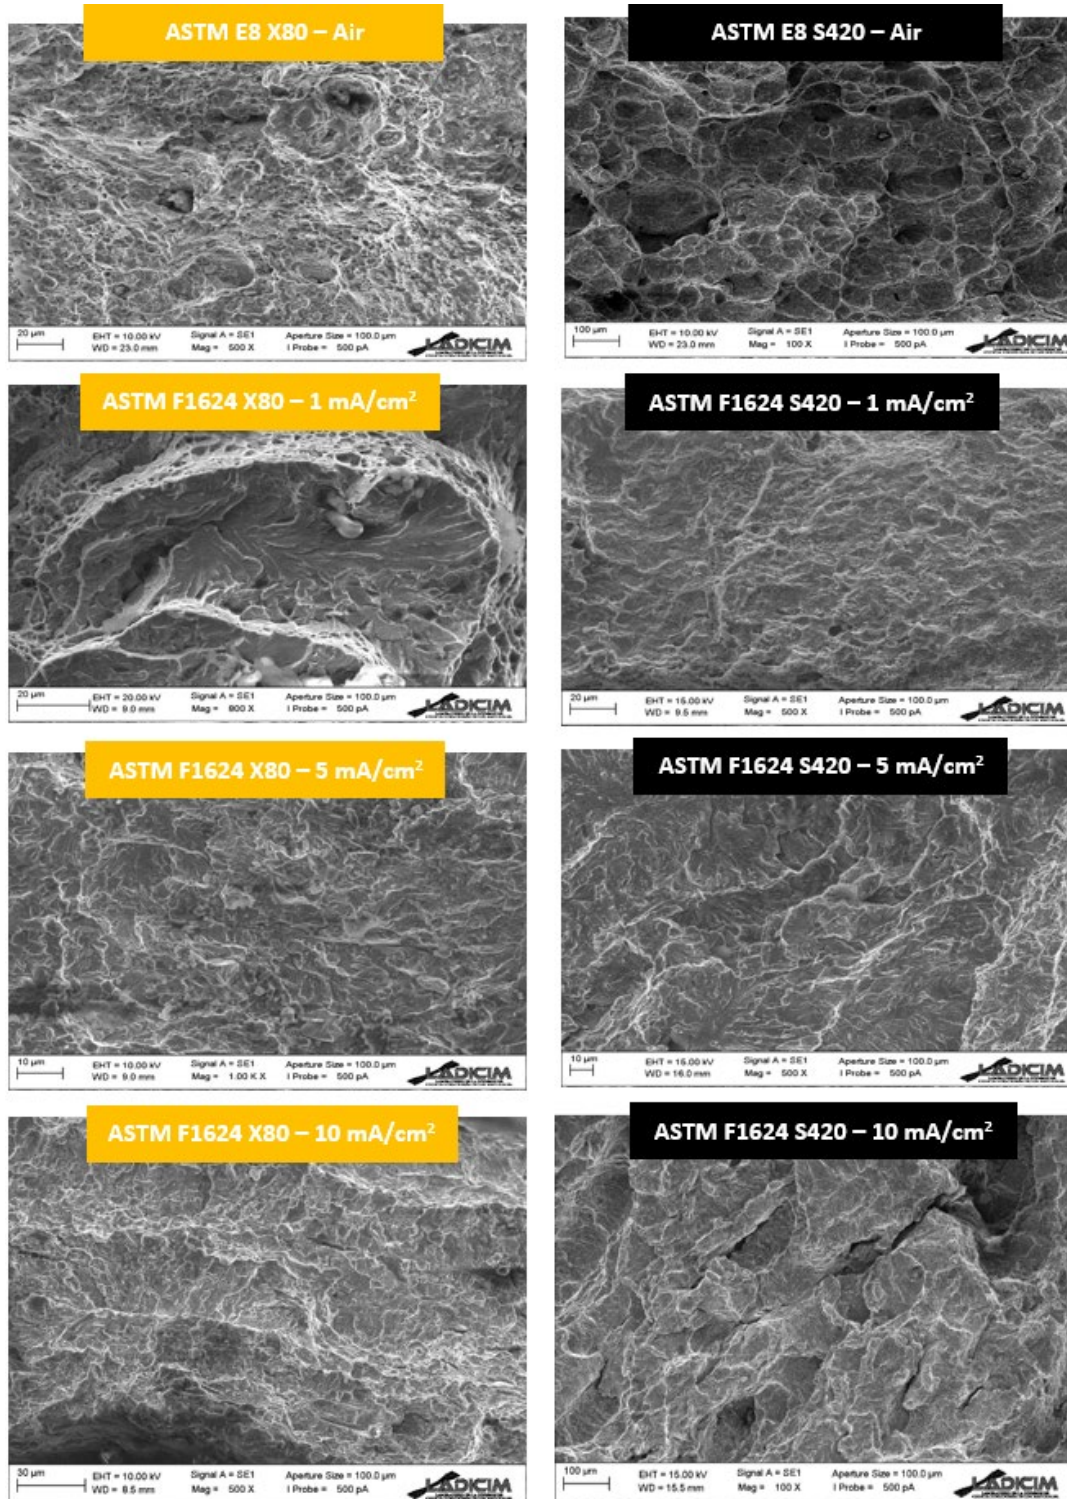 ASTM E8 X80 – Air
20 µm
EHT = 10.00 kV
Signal A = SE1
Aperture Size = 100.0 µm
WD = 23.0 mm
Mag = 500 X
I Probe = 500 pA
LADICIM
ASTM E8 S420 – Air
100 µm
EHT = 10.00 kV
Signal A = SE1
Aperture Size = 100.0 µm
WD = 23.0 mm
Mag = 100 X
I Probe = 500 pA
LADICIM
ASTM F1624 X80 – 1 mA/cm²
20 µm
EHT = 20.00 kV
Signal A = SE1
Aperture Size = 100.0 µm
WD = 9.0 mm
Mag = 800 X
I Probe = 500 pA
LADICIM
ASTM F1624 S420 – 1 mA/cm²
20 µm
EHT = 15.00 kV
Signal A = SE1
Aperture Size = 100.0 µm
WD = 9.5 mm
Mag = 500 X
I Probe = 500 pA
LADICIM
ASTM F1624 X80 – 5 mA/cm²
10 µm
EHT = 10.00 kV
Signal A = SE1
Aperture Size = 100.0 µm
WD = 9.0 mm
Mag = 1.00 K X
I Probe = 500 pA
LADICIM
ASTM F1624 S420 – 5 mA/cm²
10 µm
EHT = 15.00 kV
Signal A = SE1
Aperture Size = 100.0 µm
WD = 16.0 mm
Mag = 500 X
I Probe = 500 pA
LADICIM
ASTM F1624 X80 – 10 mA/cm²
30 µm
EHT = 10.00 kV
Signal A = SE1
Aperture Size = 100.0 µm
WD = 8.5 mm
Mag = 500 X
I Probe = 500 pA
LADICIM
ASTM F1624 S420 – 10 mA/cm²
100 µm
EHT = 15.00 kV
Signal A = SE1
Aperture Size = 100.0 µm
WD = 15.5 mm
Mag = 100 X
I Probe = 500 pA
LADICIM